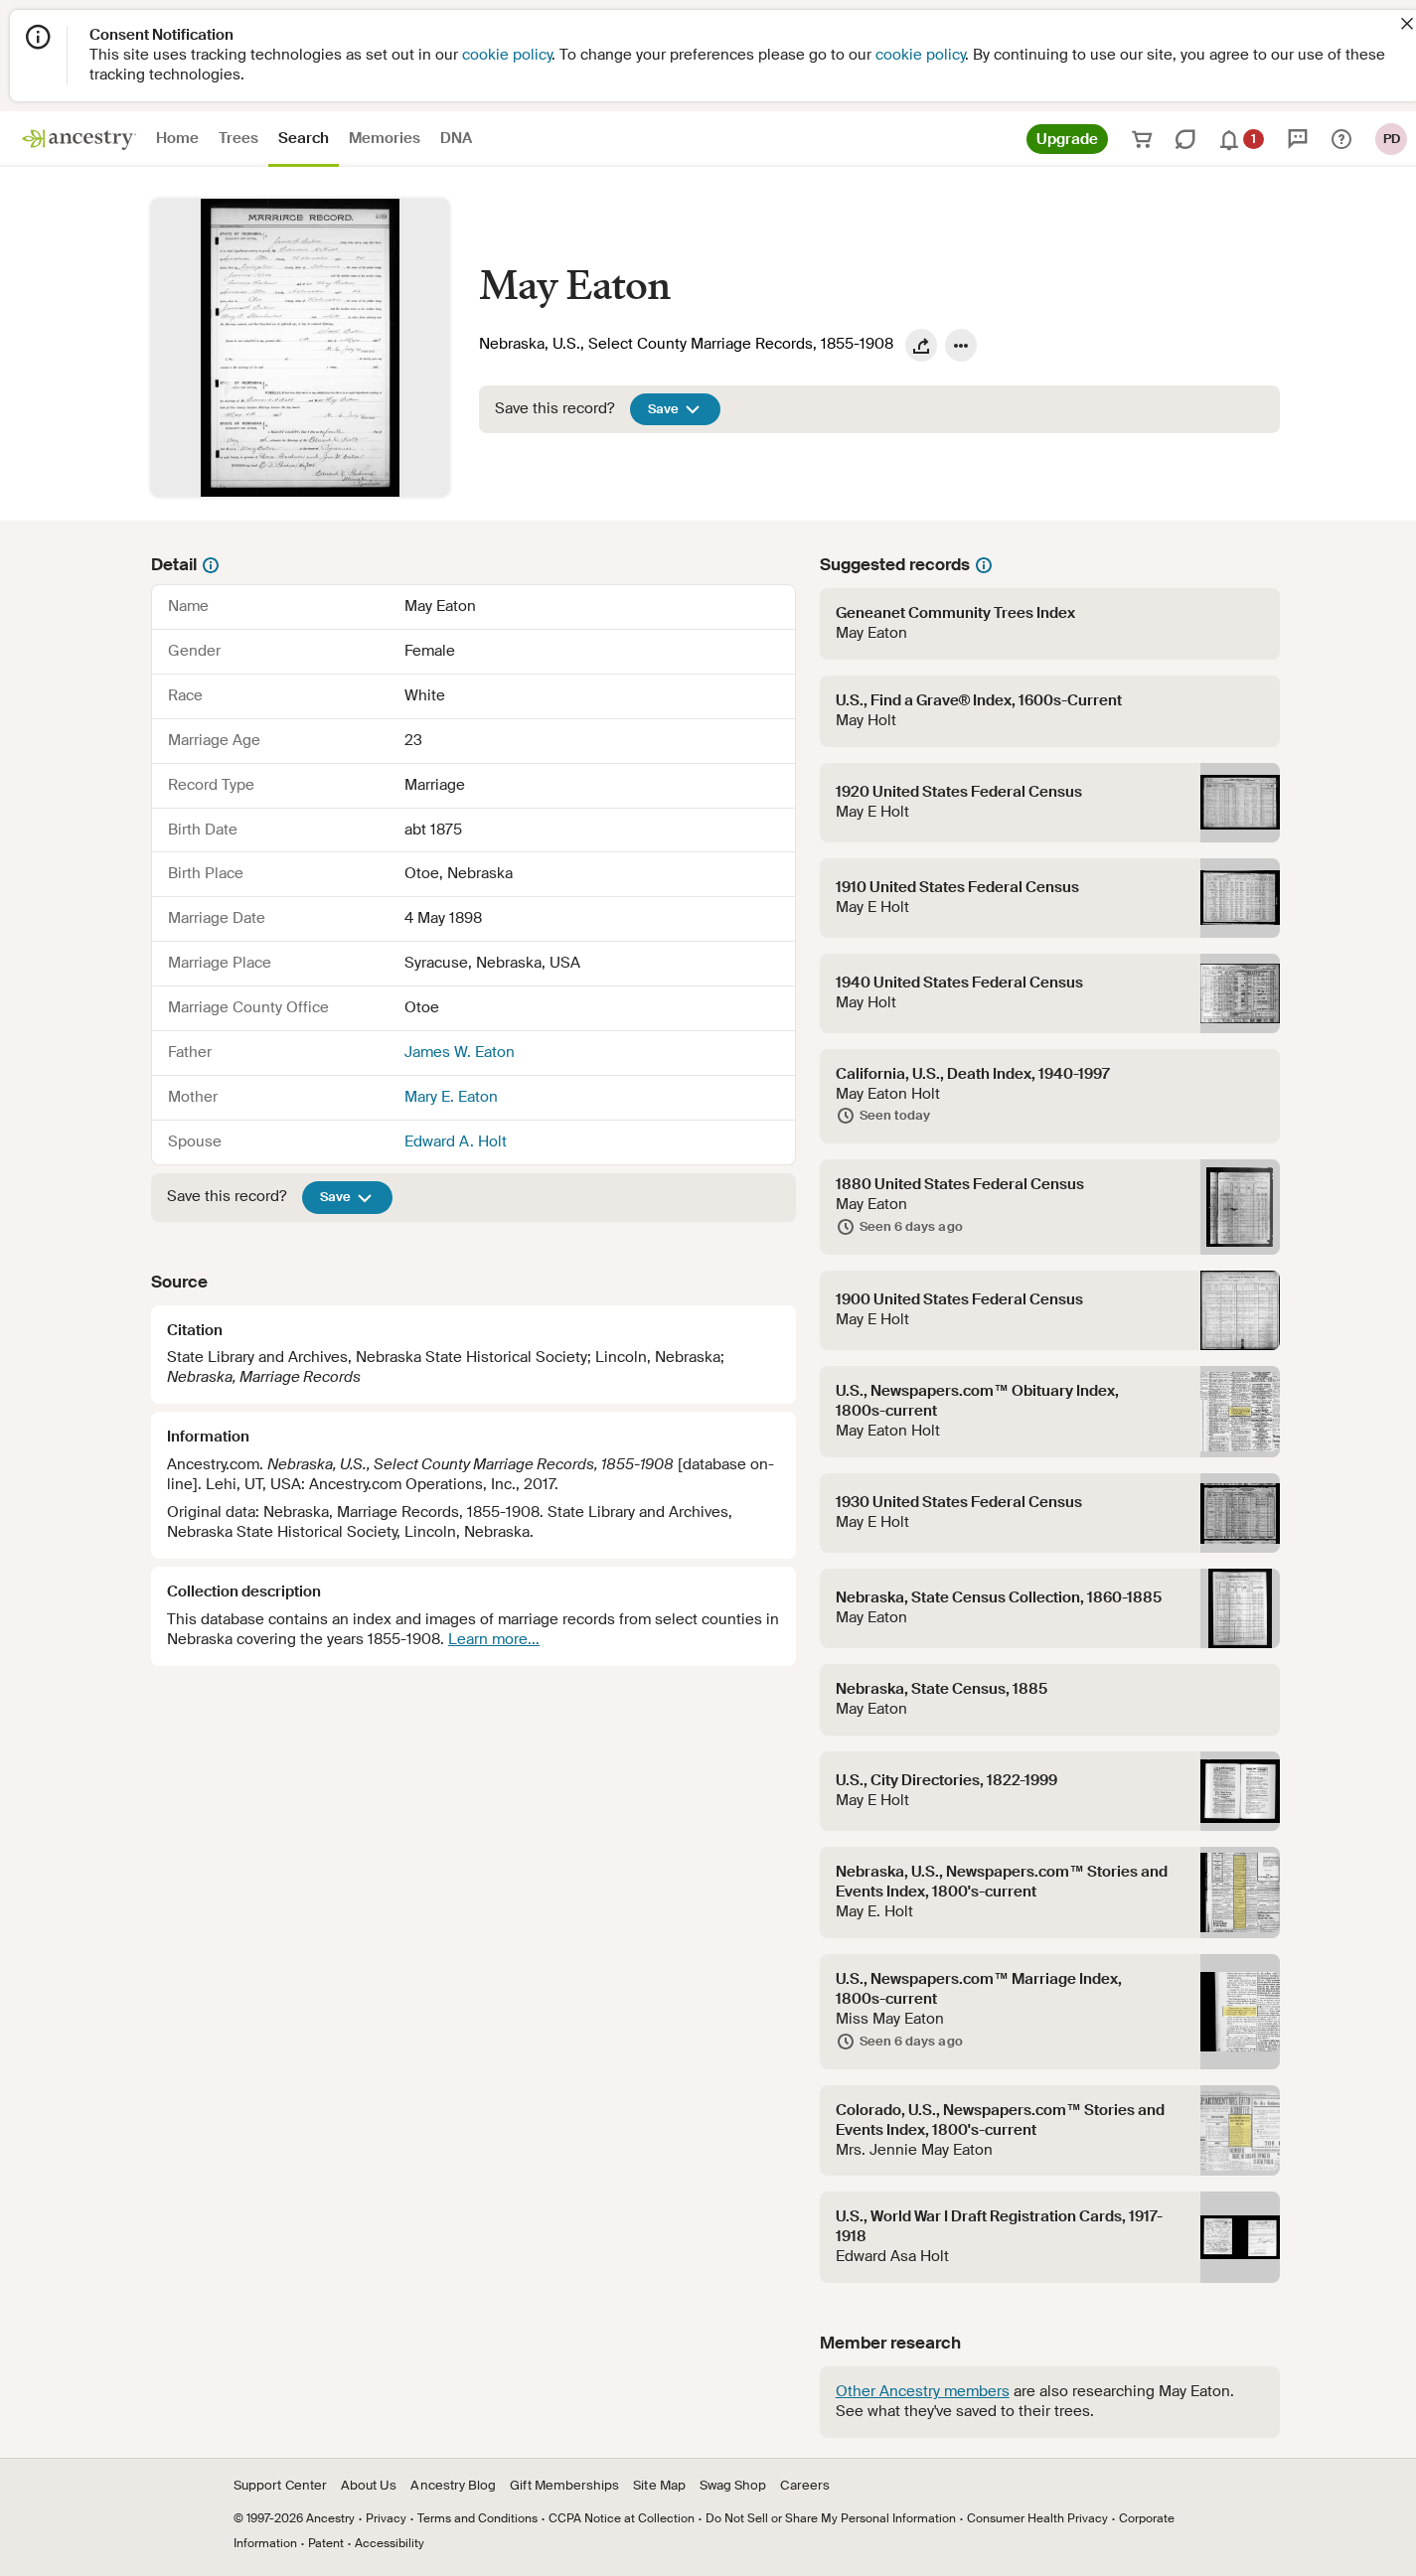 Consent Notification
This site uses tracking technologies as set out in our cookie policy. To change your preferences please go to our cookie policy. By continuing to use our site, you agree to our use of these
tracking technologies.
ancestry Home Trees Search Memories DNA Upgrade 1 PD
MARRIAGE RECORD.
May Eaton
Nebraska, U.S., Select County Marriage Records, 1855-1908
Save this record? Save
Detail
Name May Eaton
Gender Female
Race White
Marriage Age 23
Record Type Marriage
Birth Date abt 1875
Birth Place Otoe, Nebraska
Marriage Date 4 May 1898
Marriage Place Syracuse, Nebraska, USA
Marriage County Office Otoe
Father James W. Eaton
Mother Mary E. Eaton
Spouse Edward A. Holt
Save this record? Save
Source
Citation
State Library and Archives, Nebraska State Historical Society; Lincoln, Nebraska;
Nebraska, Marriage Records
Information
Ancestry.com. Nebraska, U.S., Select County Marriage Records, 1855-1908 [database on-
line]. Lehi, UT, USA: Ancestry.com Operations, Inc., 2017.
Original data: Nebraska, Marriage Records, 1855-1908. State Library and Archives,
Nebraska State Historical Society, Lincoln, Nebraska.
Collection description
This database contains an index and images of marriage records from select counties in
Nebraska covering the years 1855-1908. Learn more...
Suggested records
Geneanet Community Trees Index
May Eaton
U.S., Find a Grave® Index, 1600s-Current
May Holt
1920 United States Federal Census
May E Holt
1910 United States Federal Census
May E Holt
1940 United States Federal Census
May Holt
California, U.S., Death Index, 1940-1997
May Eaton Holt
Seen today
1880 United States Federal Census
May Eaton
Seen 6 days ago
1900 United States Federal Census
May E Holt
U.S., Newspapers.com™ Obituary Index,
1800s-current
May Eaton Holt
1930 United States Federal Census
May E Holt
Nebraska, State Census Collection, 1860-1885
May Eaton
Nebraska, State Census, 1885
May Eaton
U.S., City Directories, 1822-1999
May E Holt
Nebraska, U.S., Newspapers.com™ Stories and
Events Index, 1800's-current
May E. Holt
U.S., Newspapers.com™ Marriage Index,
1800s-current
Miss May Eaton
Seen 6 days ago
Colorado, U.S., Newspapers.com™ Stories and
Events Index, 1800's-current
Mrs. Jennie May Eaton
U.S., World War I Draft Registration Cards, 1917-
1918
Edward Asa Holt
Member research
Other Ancestry members are also researching May Eaton.
See what they've saved to their trees.
Support Center About Us Ancestry Blog Gift Memberships Site Map Swag Shop Careers
© 1997-2026 Ancestry • Privacy • Terms and Conditions • CCPA Notice at Collection • Do Not Sell or Share My Personal Information • Consumer Health Privacy • Corporate
Information • Patent • Accessibility